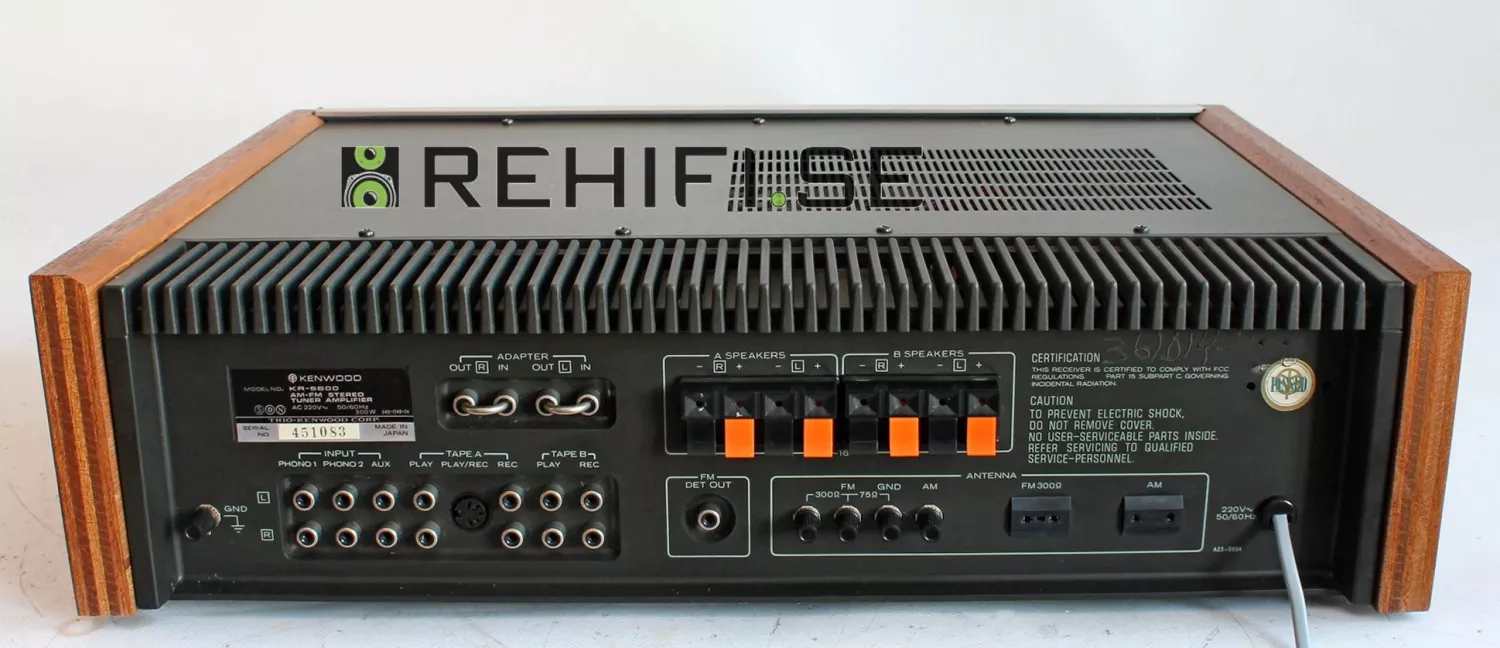 REHIFI.SE
KENWOOD
MODEL NO. KR-6600
AM-FM STEREO
TUNER AMPLIFIER
AC 220V~ 50/60Hz
300W
TRIO-KENWOOD CORP.
SERIAL NO. 451083 MADE IN JAPAN
ADAPTER
OUT R IN OUT L IN
A SPEAKERS
- R + - L +
B SPEAKERS
- R + - L +
-16
CERTIFICATION
THIS RECEIVER IS CERTIFIED TO COMPLY WITH FCC
REGULATIONS PART 15 SUBPART C GOVERNING
INCIDENTAL RADIATION.
CAUTION
TO PREVENT ELECTRIC SHOCK,
DO NOT REMOVE COVER.
NO USER-SERVICEABLE PARTS INSIDE.
REFER SERVICING TO QUALIFIED
SERVICE-PERSONNEL.
PASSED
INPUT
PHONO 1 PHONO 2 AUX
TAPE A
PLAY PLAY/REC REC
TAPE B
PLAY REC
L
R
GND
FM
DET OUT
ANTENNA
FM GND AM
300Ω 75Ω
FM 300Ω
AM
220V~
50/60Hz